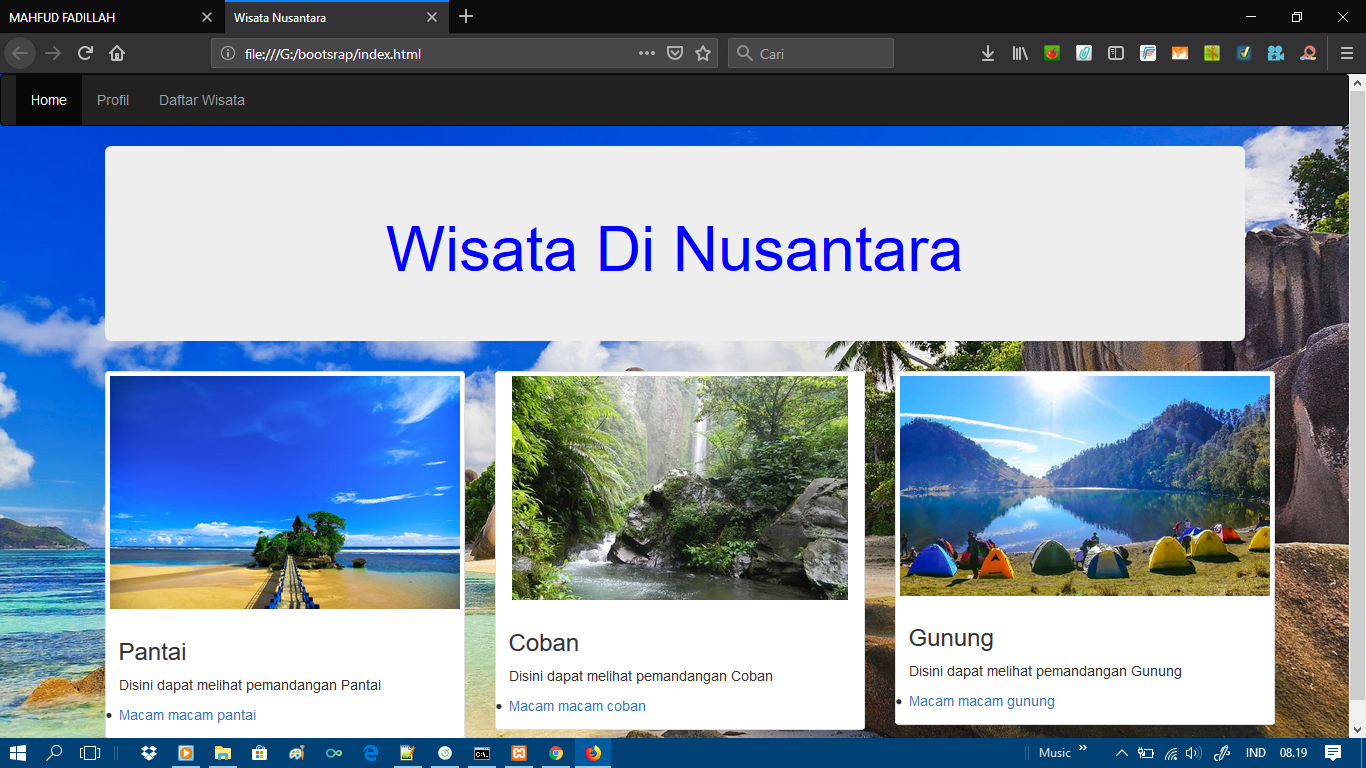 MAHFUD FADILLAH
Wisata Nusantara
file:///G:/bootsrap/index.html
Cari
Home
Profil
Daftar Wisata
Wisata Di Nusantara
Pantai
Disini dapat melihat pemandangan Pantai
Macam macam pantai
Coban
Disini dapat melihat pemandangan Coban
Macam macam coban
Gunung
Disini dapat melihat pemandangan Gunung
Macam macam gunung
Music
IND
08.19